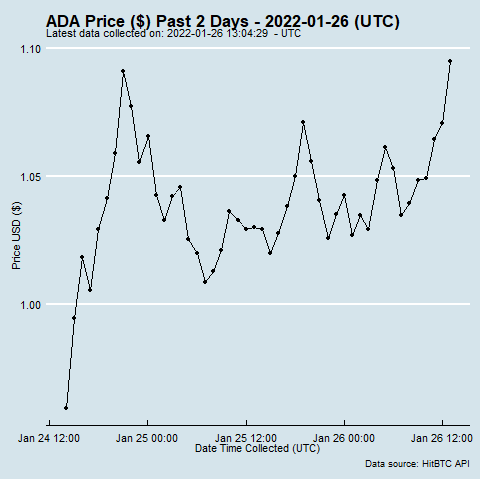 ADA Price ($) Past 2 Days - 2022-01-26 (UTC)
Latest data collected on: 2022-01-26 13:04:29  - UTC
1.10
1.05
1.00
Price USD ($)
Jan 24 12:00 Jan 25 00:00 Jan 25 12:00 Jan 26 00:00 Jan 26 12:00
Date Time Collected (UTC)
Data source: HitBTC API